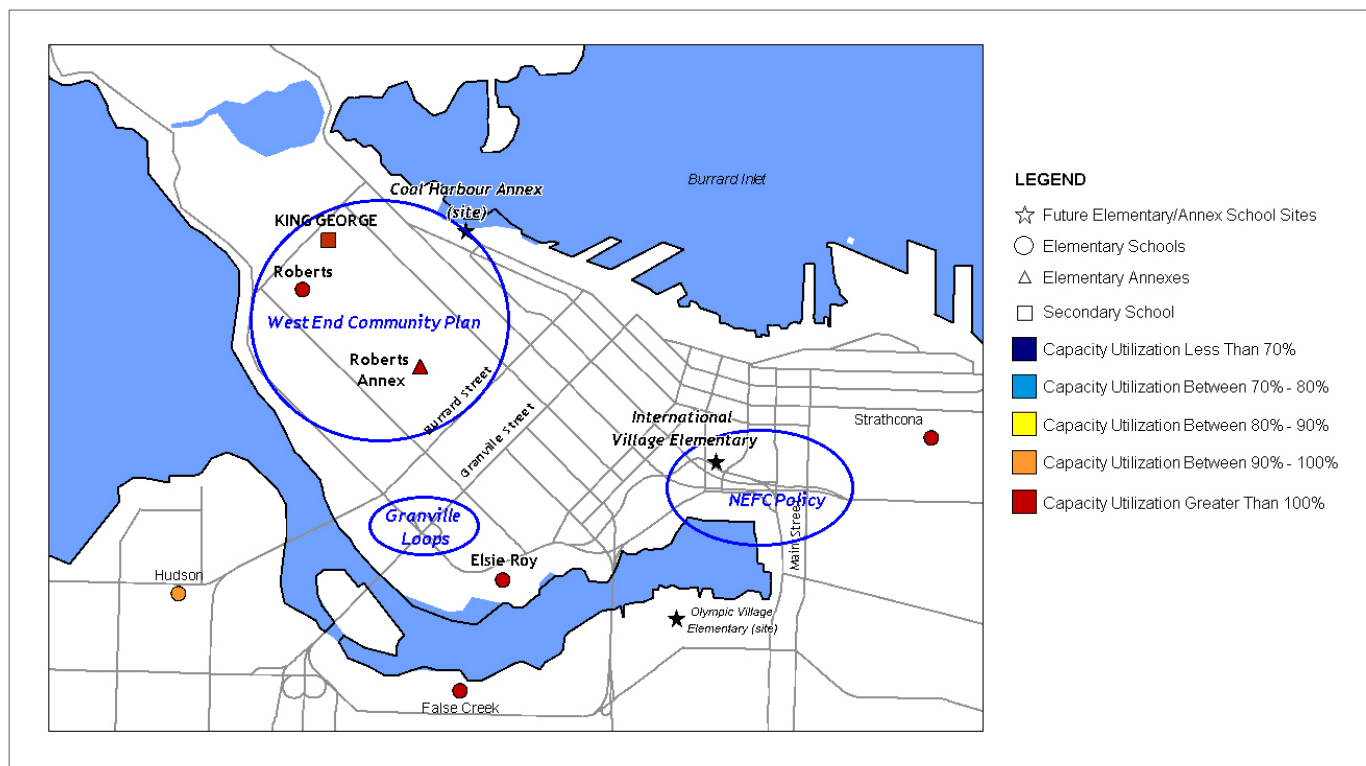 Burrard Inlet
Coal Harbour Annex
(site)
KING GEORGE
Roberts
West End Community Plan
Roberts
Annex
Burrard Street
Granville Street
International
Village Elementary
Strathcona
NEFC Policy
Main Street
Granville
Loops
Elsie Roy
Hudson
Olympic Village
Elementary (site)
False Creek
LEGEND
Future Elementary/Annex School Sites
Elementary Schools
Elementary Annexes
Secondary School
Capacity Utilization Less Than 70%
Capacity Utilization Between 70% - 80%
Capacity Utilization Between 80% - 90%
Capacity Utilization Between 90% - 100%
Capacity Utilization Greater Than 100%